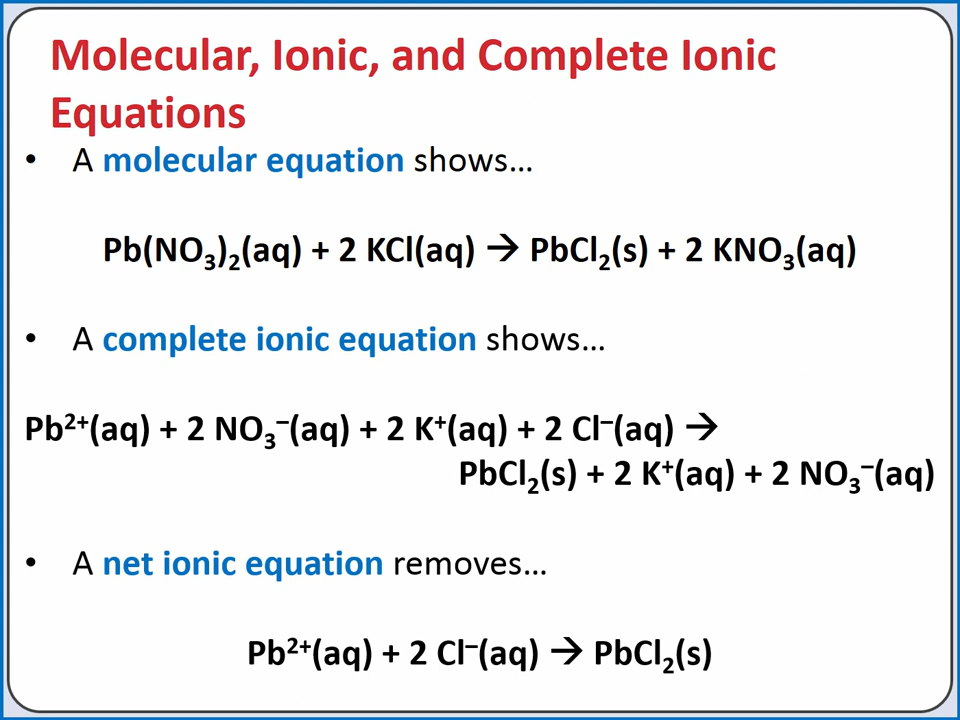 Molecular, Ionic, and Complete Ionic
Equations
• A molecular equation shows…
Pb(NO₃)₂(aq) + 2 KCl(aq) → PbCl₂(s) + 2 KNO₃(aq)
• A complete ionic equation shows…
Pb²⁺(aq) + 2 NO₃⁻(aq) + 2 K⁺(aq) + 2 Cl⁻(aq) →
PbCl₂(s) + 2 K⁺(aq) + 2 NO₃⁻(aq)
• A net ionic equation removes…
Pb²⁺(aq) + 2 Cl⁻(aq) → PbCl₂(s)